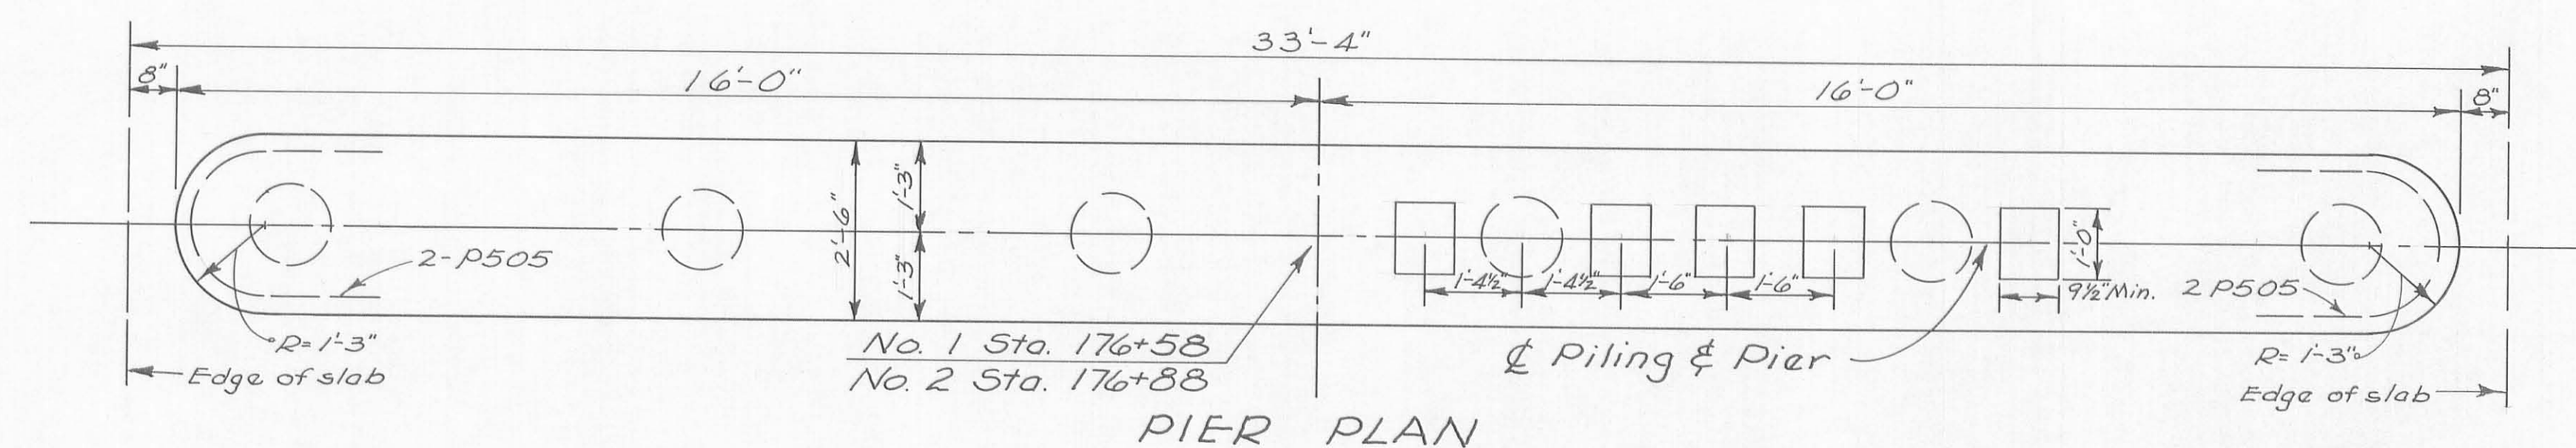 33'-4"
8"
16'-0"
16'-0"
8"
2'-6"
1'-3"
1'-3"
1'-4½"
1'-4½"
1'-6"
1'-6"
1'-0"
9½" Min.
2-P505
2 P505
R= 1'-3"
Edge of slab
No. 1 Sta. 176+58
No. 2 Sta. 176+88
℄ Piling & Pier
R= 1'-3"
Edge of slab
PIER PLAN